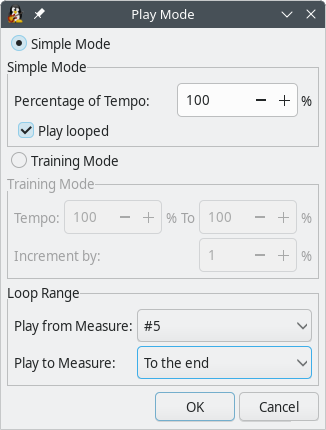 Play Mode
Simple Mode
Simple Mode
Percentage of Tempo: 100 − + %
Play looped
Training Mode
Training Mode
Tempo: 100 − + % To 100 − + %
Increment by: 1 − + %
Loop Range
Play from Measure: #5
Play to Measure: To the end
OK Cancel